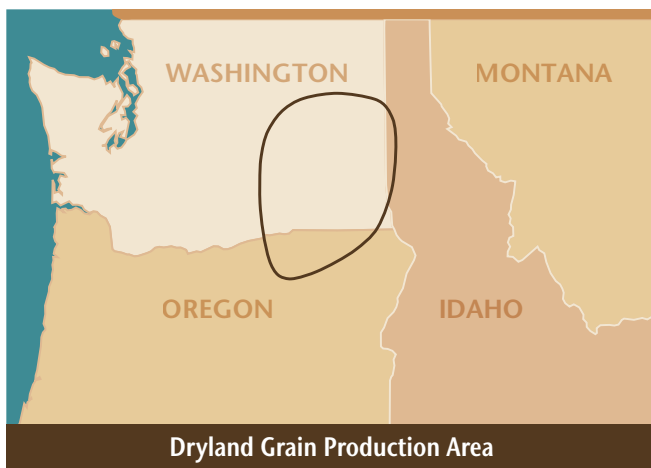 WASHINGTON
MONTANA
OREGON
IDAHO
Dryland Grain Production Area